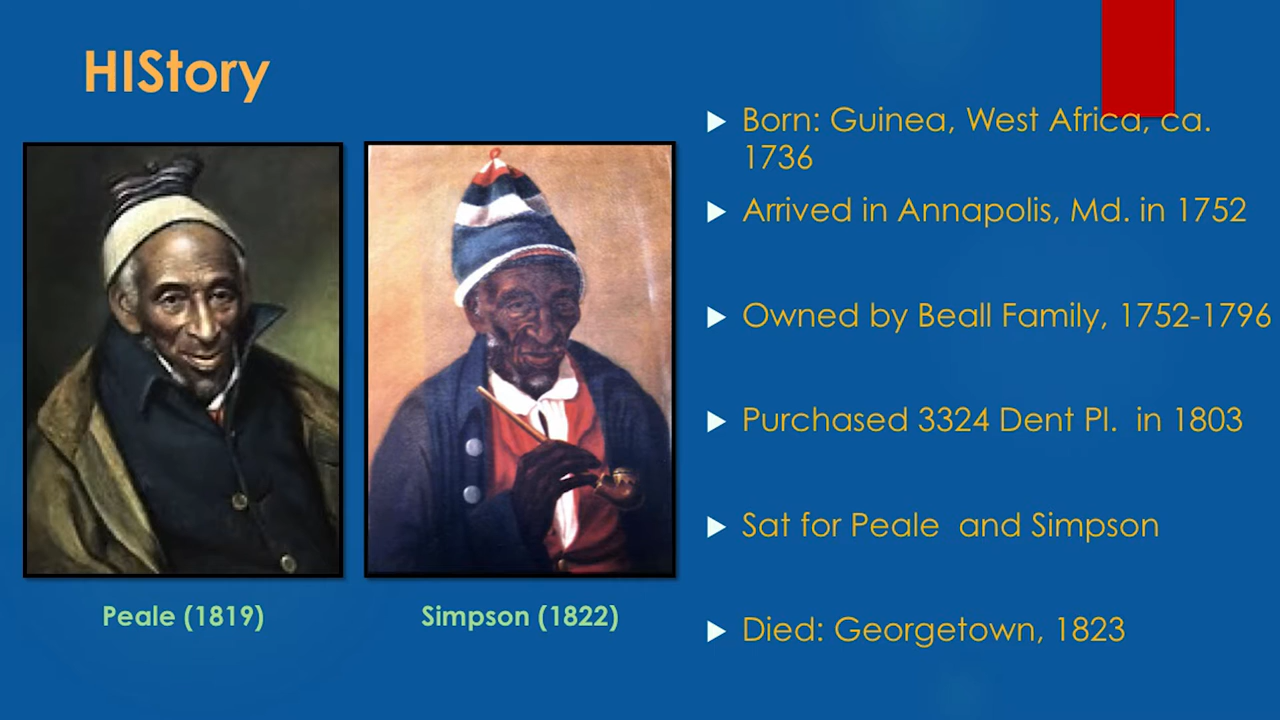 HIStory
Born: Guinea, West Africa, ca.
1736
Arrived in Annapolis, Md. in 1752
Owned by Beall Family, 1752-1796
Purchased 3324 Dent Pl.  in 1803
Sat for Peale  and Simpson
Died: Georgetown, 1823
Peale (1819)
Simpson (1822)